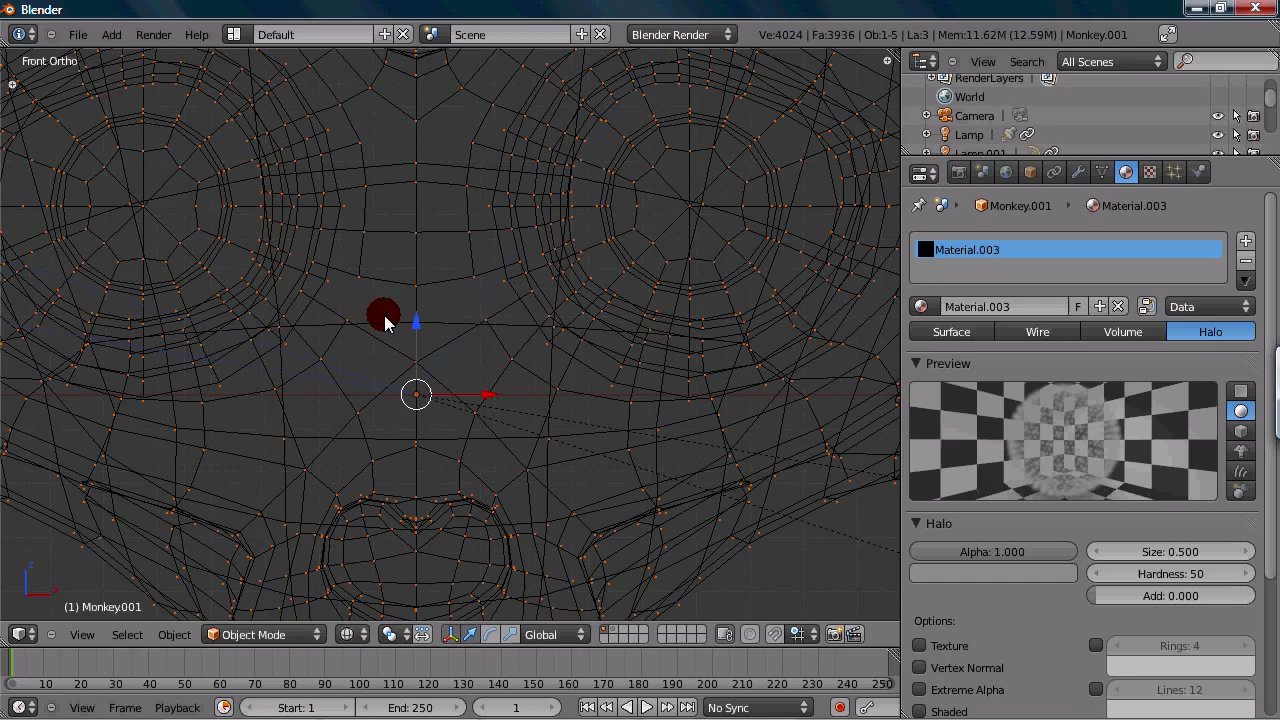 Blender
File Add Render Help Default Scene Blender Render Ve:4024 | Fa:3936 | Ob:1-5 | La:3 | Mem:11.62M (12.59M) | Monkey.001
Front Ortho
View Search All Scenes
RenderLayers
World
Camera
Lamp
Lamp.001
Monkey.001 Material.003
Material.003
Material.003 F Data
Surface Wire Volume Halo
Preview
Halo
Alpha: 1.000 Size: 0.500
Hardness: 50
Add: 0.000
Options:
Texture Rings: 4
Vertex Normal
Extreme Alpha Lines: 12
Shaded
z
x
(1) Monkey.001
View Select Object Object Mode Global
10 20 30 40 50 60 70 80 90 100 110 120 130 140 150 160 170 180 190 200 210 220 230 240 250
View Frame Playback Start: 1 End: 250 1 No Sync